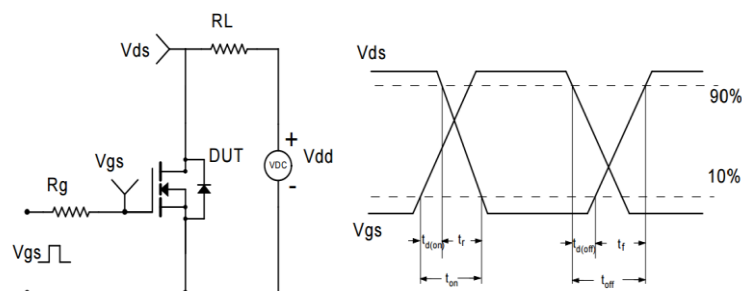 RL
Vds
Vgs
DUT
+
VDC
-
Vdd
Rg
Vgs
Vds
90%
10%
Vgs
td(on) tr td(off) tf
ton toff